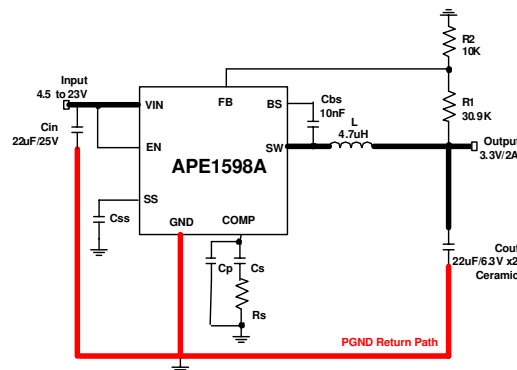 R2
10K
Input
4.5 to 23V
VIN
FB
BS
Cbs
10nF
R1
30.9K
Cin
22uF/25V
L
4.7uH
EN
APE1598A
SW
Output
3.3V/2A
SS
Css
GND
COMP
Cp
Cs
Rs
Cout
22uF/6.3V x2
Ceramic
PGND Return Path